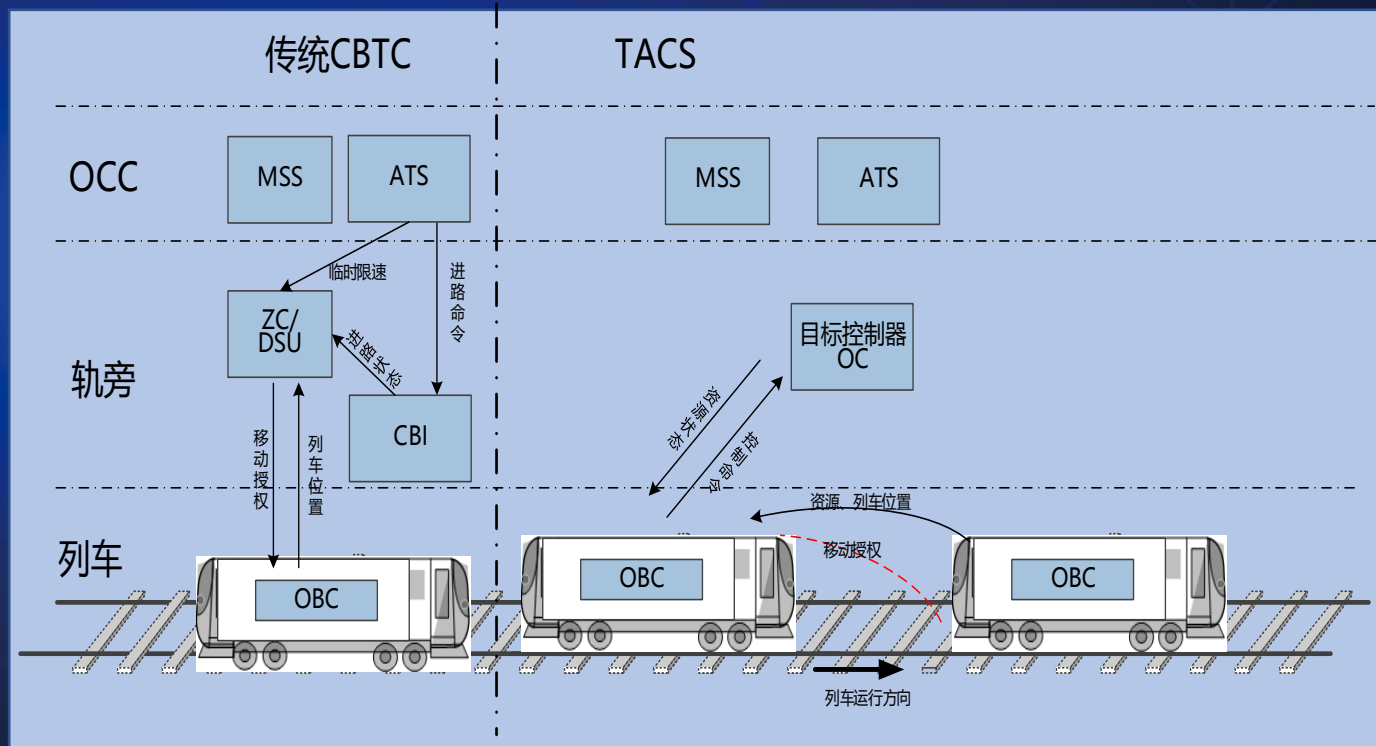 传统CBTC
TACS
OCC
MSS
ATS
MSS
ATS
临时限速
进路命令
轨旁
ZC/
DSU
进路状态
CBI
目标控制器
OC
资源状态
控制命令
移动授权
列车位置
列车
OBC
OBC
资源、列车位置
移动授权
OBC
列车运行方向